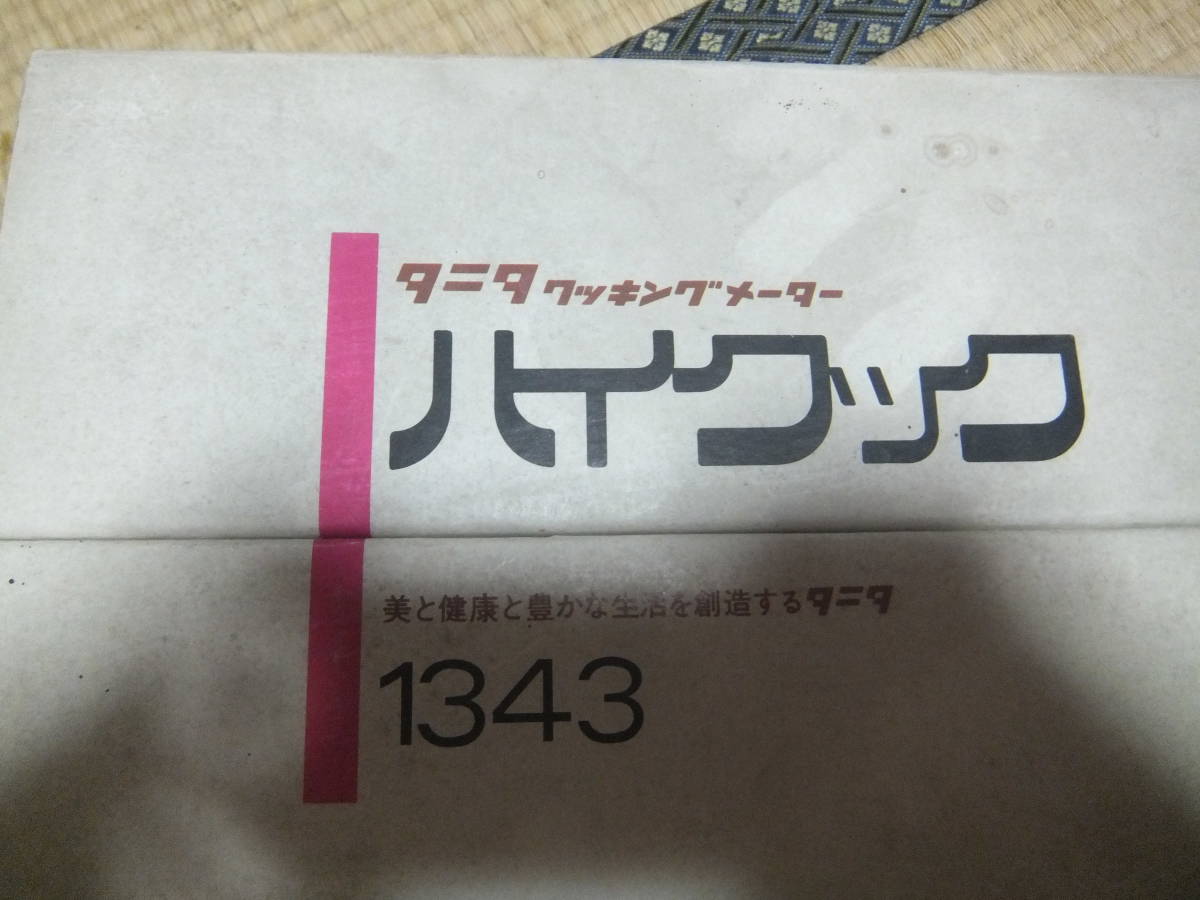 タニタ クッキングメーター
ハイクック
美と健康と豊かな生活を創造するタニタ
1343